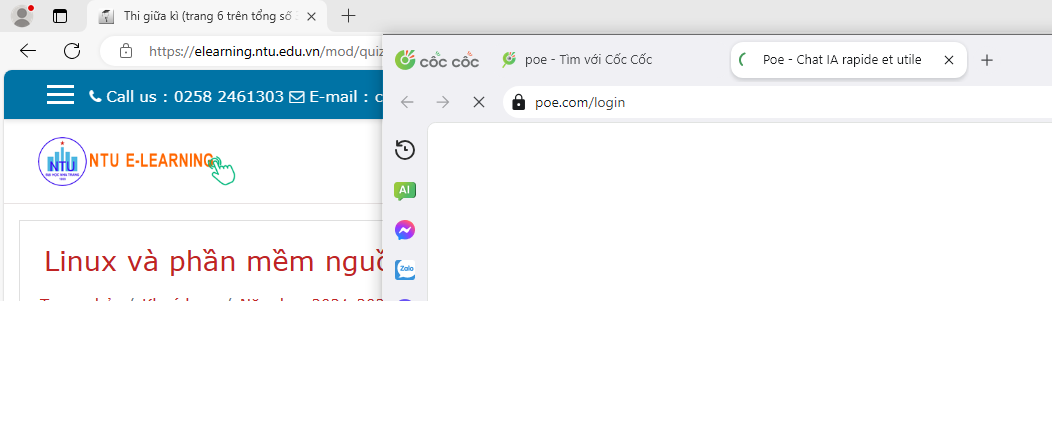 Thi giữa kì (trang 6 trên tổng số
https://elearning.ntu.edu.vn/mod/quiz
Call us : 0258 2461303 E-mail : c
NTU NTU E-LEARNING
Linux và phần mềm nguồ
cốc cốc
poe - Tìm với Cốc Cốc
Poe - Chat IA rapide et utile
poe.com/login
AI
Zalo